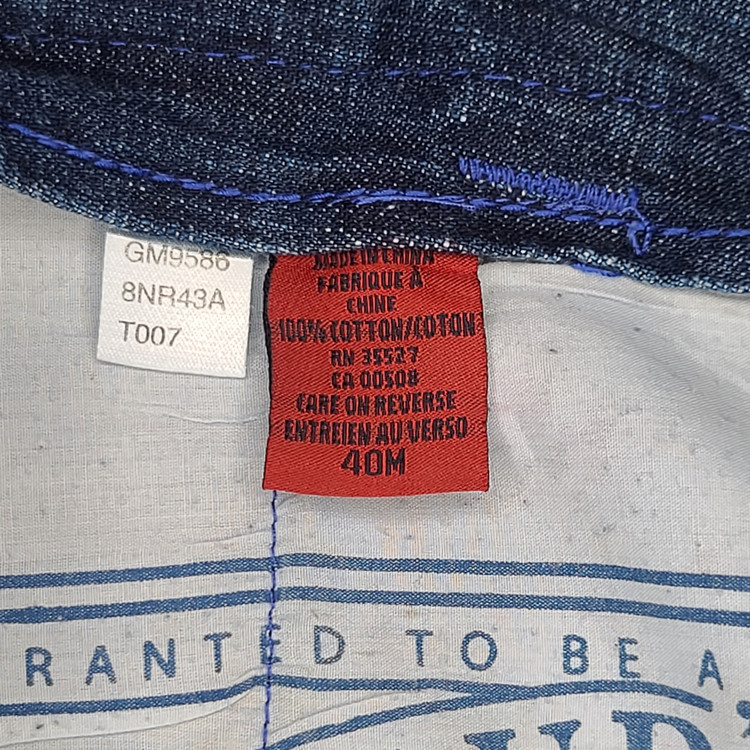 GM9586
8NR43A
T007
MADE IN CHINA
FABRIQUE À
CHINE
100% COTTON/COTON
RN 35527
CA 00508
CARE ON REVERSE
ENTREIEN AU VERSO
40M
RANTED TO BE A